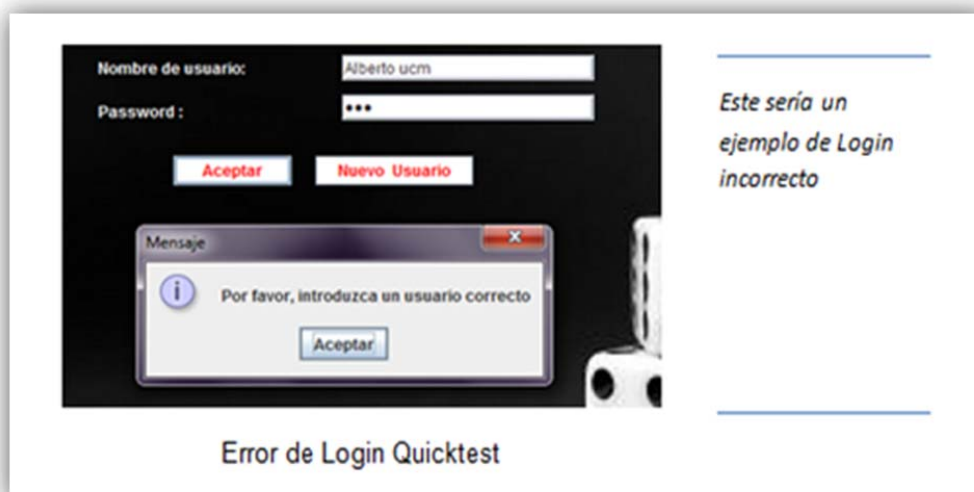 Nombre de usuario: Alberto ucm
Password : •••
Aceptar Nuevo Usuario
Mensaje
Por favor, introduzca un usuario correcto
Aceptar
Error de Login Quicktest
Este sería un
ejemplo de Login
incorrecto